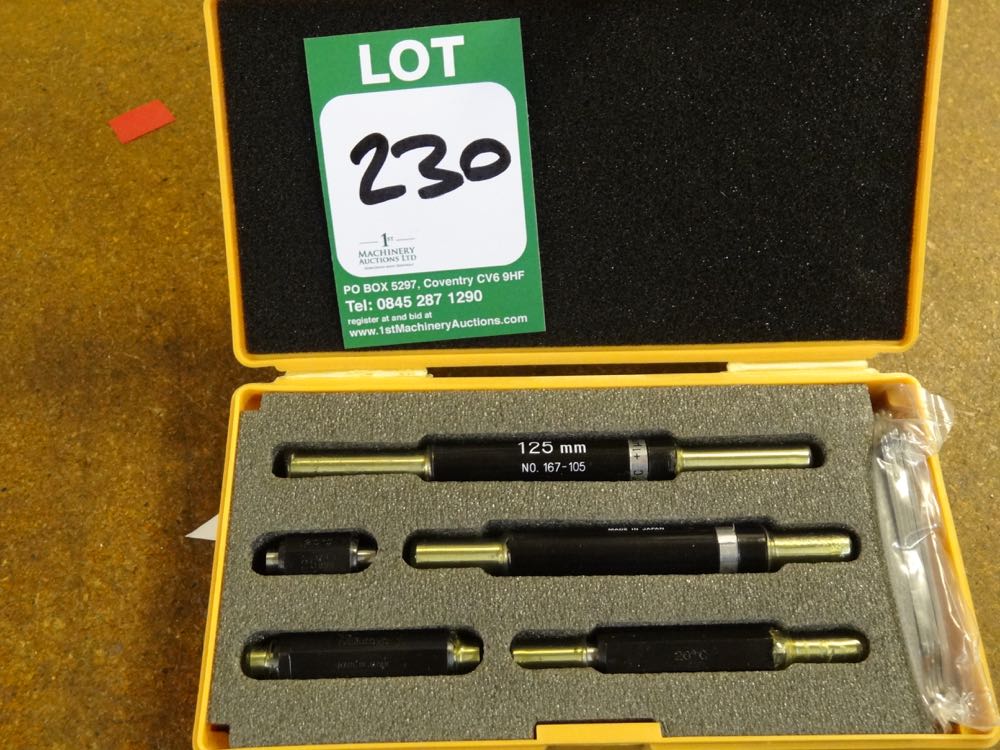 LOT
230
1ST
MACHINERY
AUCTIONS LTD
PO BOX 5297, Coventry CV6 9HF
Tel: 0845 287 1290
register at and bid at
www.1stMachineryAuctions.com
125 mm
NO. 167-105
MADE IN JAPAN
20°C